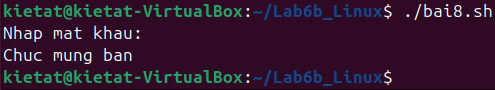 kietat@kietat-VirtualBox:~/Lab6b_Linux$ ./bai8.sh
Nhap mat khau:
Chuc mung ban
kietat@kietat-VirtualBox:~/Lab6b_Linux$